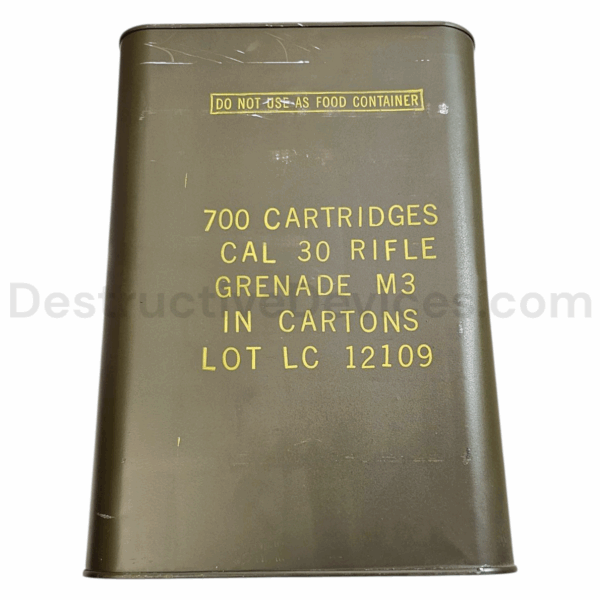 DO NOT USE AS FOOD CONTAINER
700 CARTRIDGES
CAL 30 RIFLE
GRENADE M3
DestructiveDevices.com
IN CARTONS
LOT LC 12109